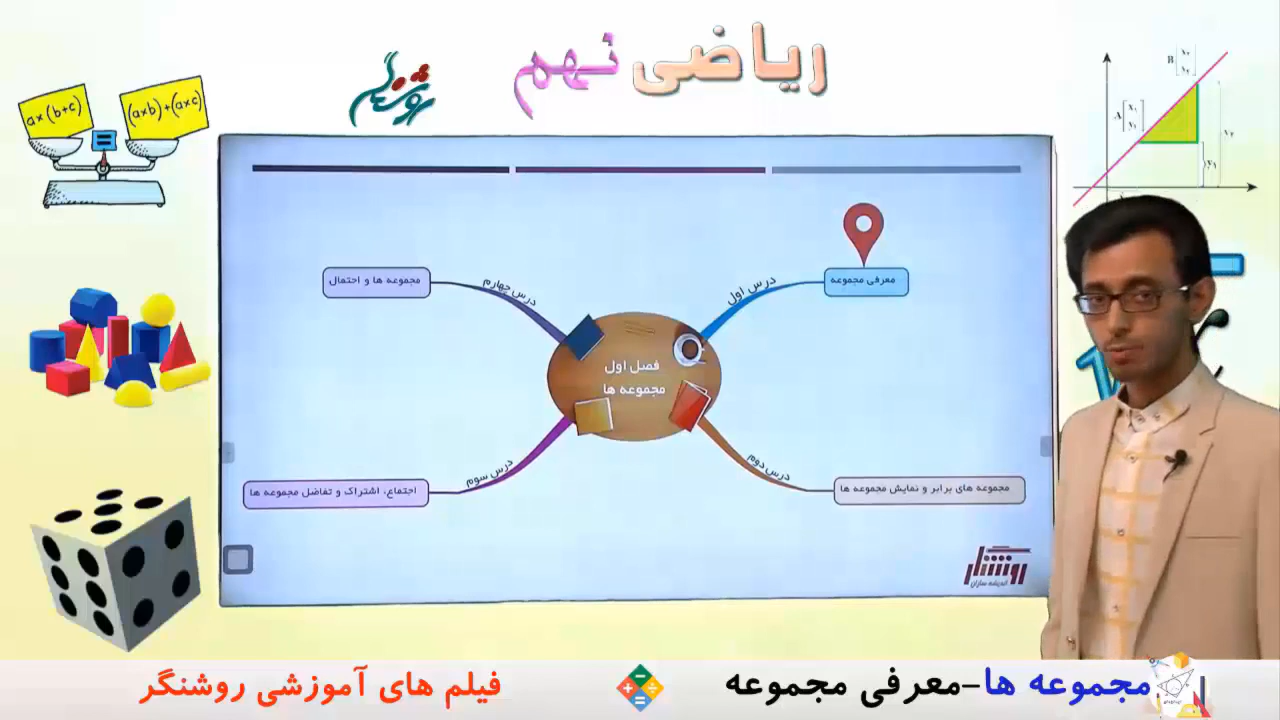 ریاضی نهم
روشنگر
a×(b+c)
(a×b)+(a×c)
=
معرفی مجموعه
درس اول
مجموعه ها و احتمال
درس چهارم
فصل اول
مجموعه ها
درس دوم
مجموعه های برابر و نمایش مجموعه ها
درس سوم
اجتماع، اشتراک و تفاضل مجموعه ها
روشنگر
اندیشه سازان
مجموعه ها-معرفی مجموعه
فیلم های آموزشی روشنگر